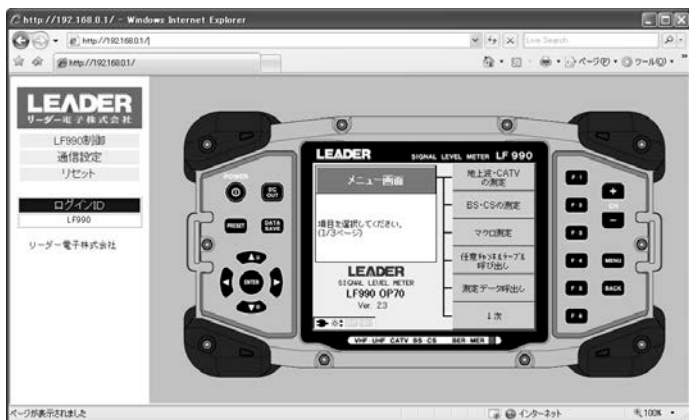 http://192.168.0.1/ - Windows Internet Explorer
http://192.168.0.1/
Live Search
http://192.168.0.1/
ページ(P)
ツール(O)
LEADER
リーダー電子株式会社
LF990制御
通信設定
リセット
ログインID
LF990
リーダー電子株式会社
LEADER
SIGNAL LEVEL METER LF 990
POWER
DC OUT
PRESET
DATA SAVE
ENTER
メニュー画面
項目を選択してください。
(1/3ページ)
LEADER
SIGNAL LEVEL METER
LF990 OP70
Ver. 2.3
地上波・CATV
の測定
BS・CSの測定
マクロ測定
任意チャンネルテーブル
呼び出し
測定データ呼出し
↓次
F·1
F·2
F·3
F·4
F·5
F·6
+
CH
−
MENU
BACK
VHF UHF CATV BS CS BER MER
ページが表示されました
インターネット
100%